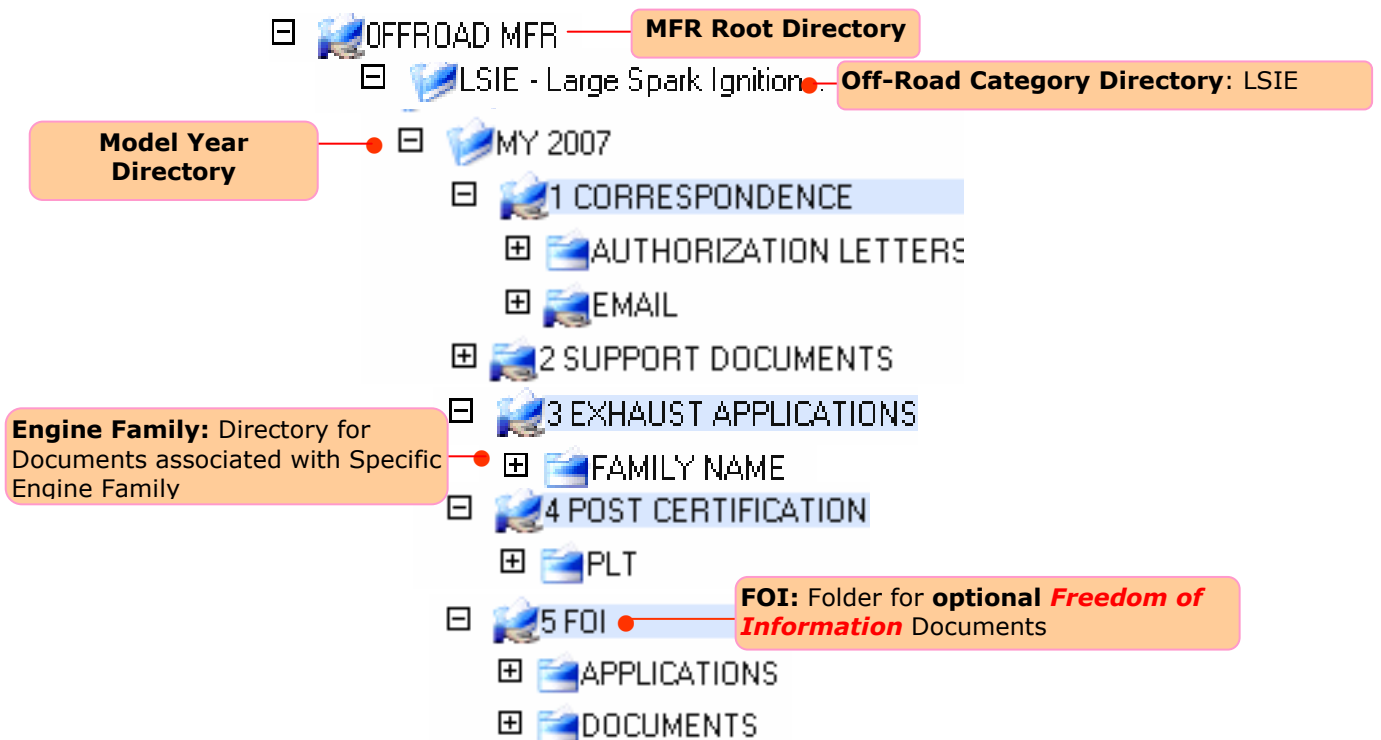 OFFROAD MFR
MFR Root Directory
LSIE - Large Spark Ignition .
Off-Road Category Directory: LSIE
Model Year
Directory
MY 2007
1 CORRESPONDENCE
AUTHORIZATION LETTERS
EMAIL
2 SUPPORT DOCUMENTS
3 EXHAUST APPLICATIONS
Engine Family: Directory for
Documents associated with Specific
Engine Family
FAMILY NAME
4 POST CERTIFICATION
PLT
FOI: Folder for optional Freedom of
Information Documents
5 FOI
APPLICATIONS
DOCUMENTS